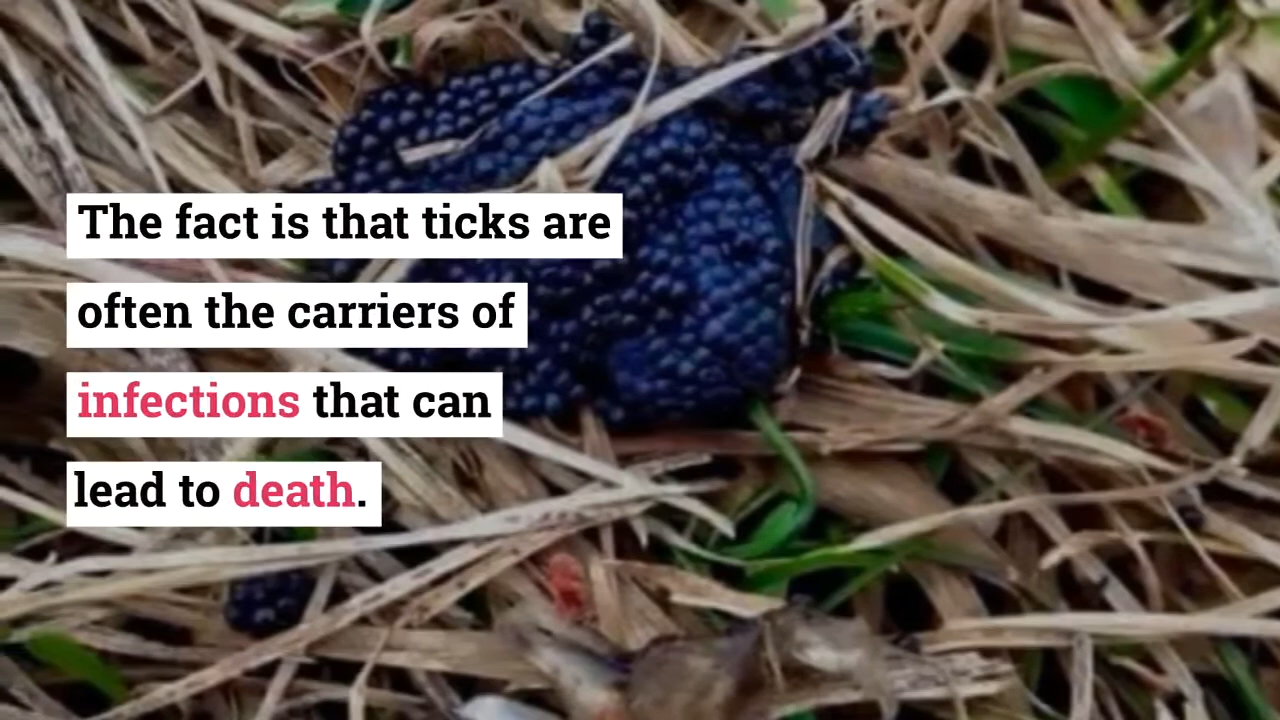 The fact is that ticks are
often the carriers of
infections that can
lead to death.